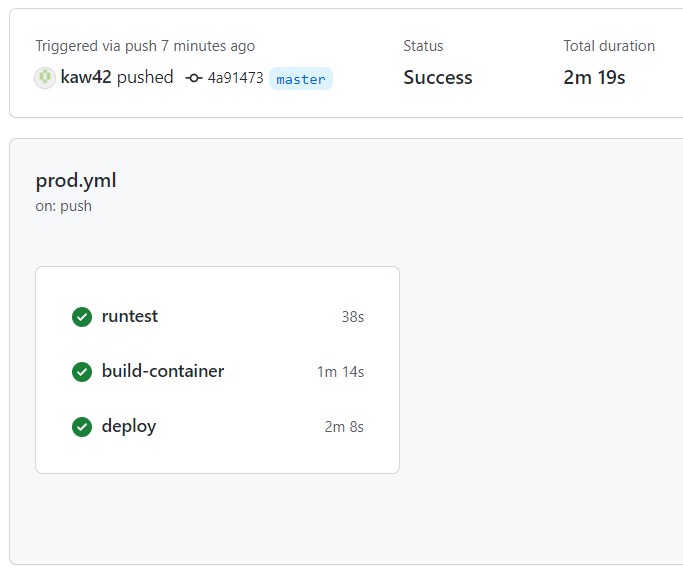 Triggered via push 7 minutes ago
kaw42 pushed 4a91473 master
Status
Success
Total duration
2m 19s
prod.yml
on: push
runtest 38s
build-container 1m 14s
deploy 2m 8s